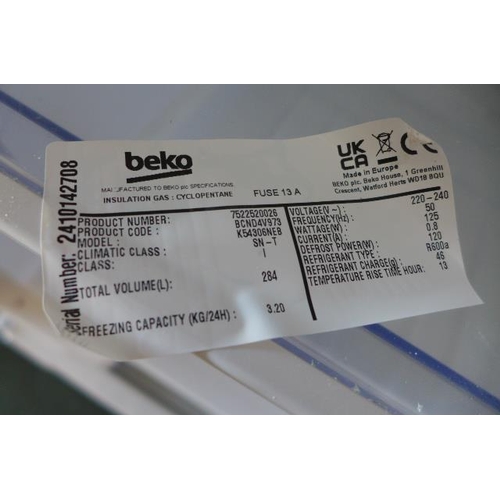 Serial Number: 2410142708
beko
MANUFACTURED TO BEKO plc SPECIFICATIONS.
INSULATION GAS : CYCLOPENTANE
FUSE 13 A
UK CA CE
Made in Europe
BEKO plc. Beko House, 1 Greenhill
Crescent, Watford Herts WD18 8QU
PRODUCT NUMBER : 7522520026
PRODUCT CODE : BCND4V973
MODEL : K54306NEB
CLIMATIC CLASS : SN-T
CLASS: I
TOTAL VOLUME(L): 284
FREEZING CAPACITY (KG/24H): 3.20
VOLTAGE(V~) : 220-240
FREQUENCY(Hz): 50
WATTAGE(W): 125
CURRENT(A): 0.8
DEFROST POWER(W): 120
REFRIGERANT TYPE : R600a
REFRIGERANT CHARGE(g) : 46
TEMPERATURE RISE TIME HOUR: 13